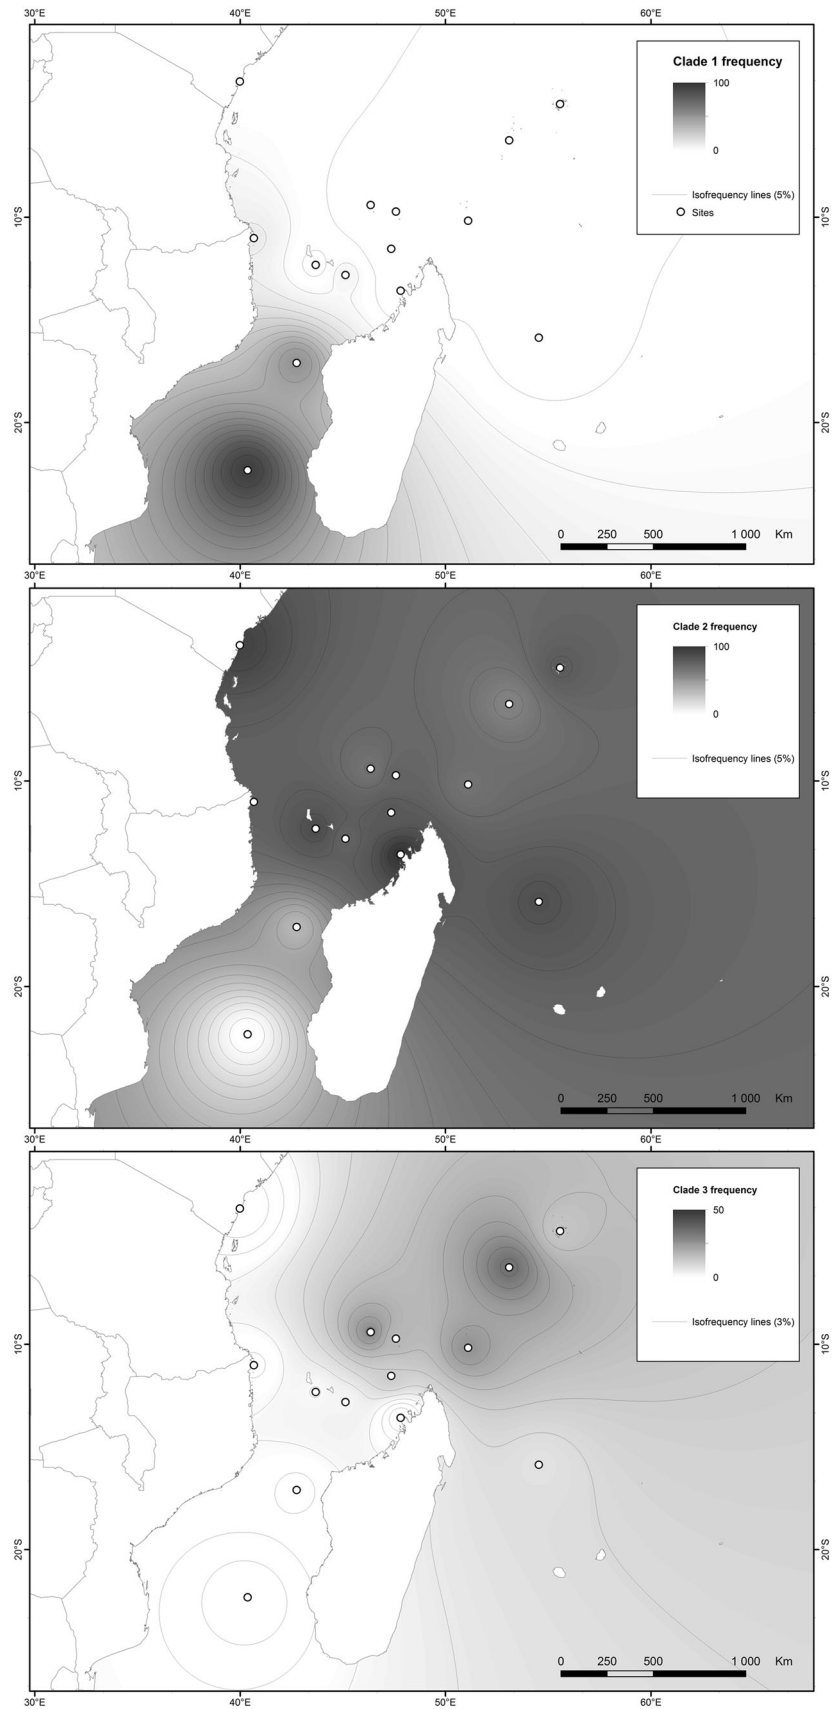 30°E 40°E 50°E 60°E
Clade 1 frequency
100
0
Isofrequency lines (5%)
Sites
10°S 10°S
20°S 20°S
0 250 500 1 000 Km
30°E 40°E 50°E 60°E
Clade 2 frequency
100
0
Isofrequency lines (5%)
10°S 10°S
20°S 20°S
0 250 500 1 000 Km
30°E 40°E 50°E 60°E
Clade 3 frequency
50
0
Isofrequency lines (3%)
10°S 10°S
20°S 20°S
0 250 500 1 000 Km
30°E 40°E 50°E 60°E